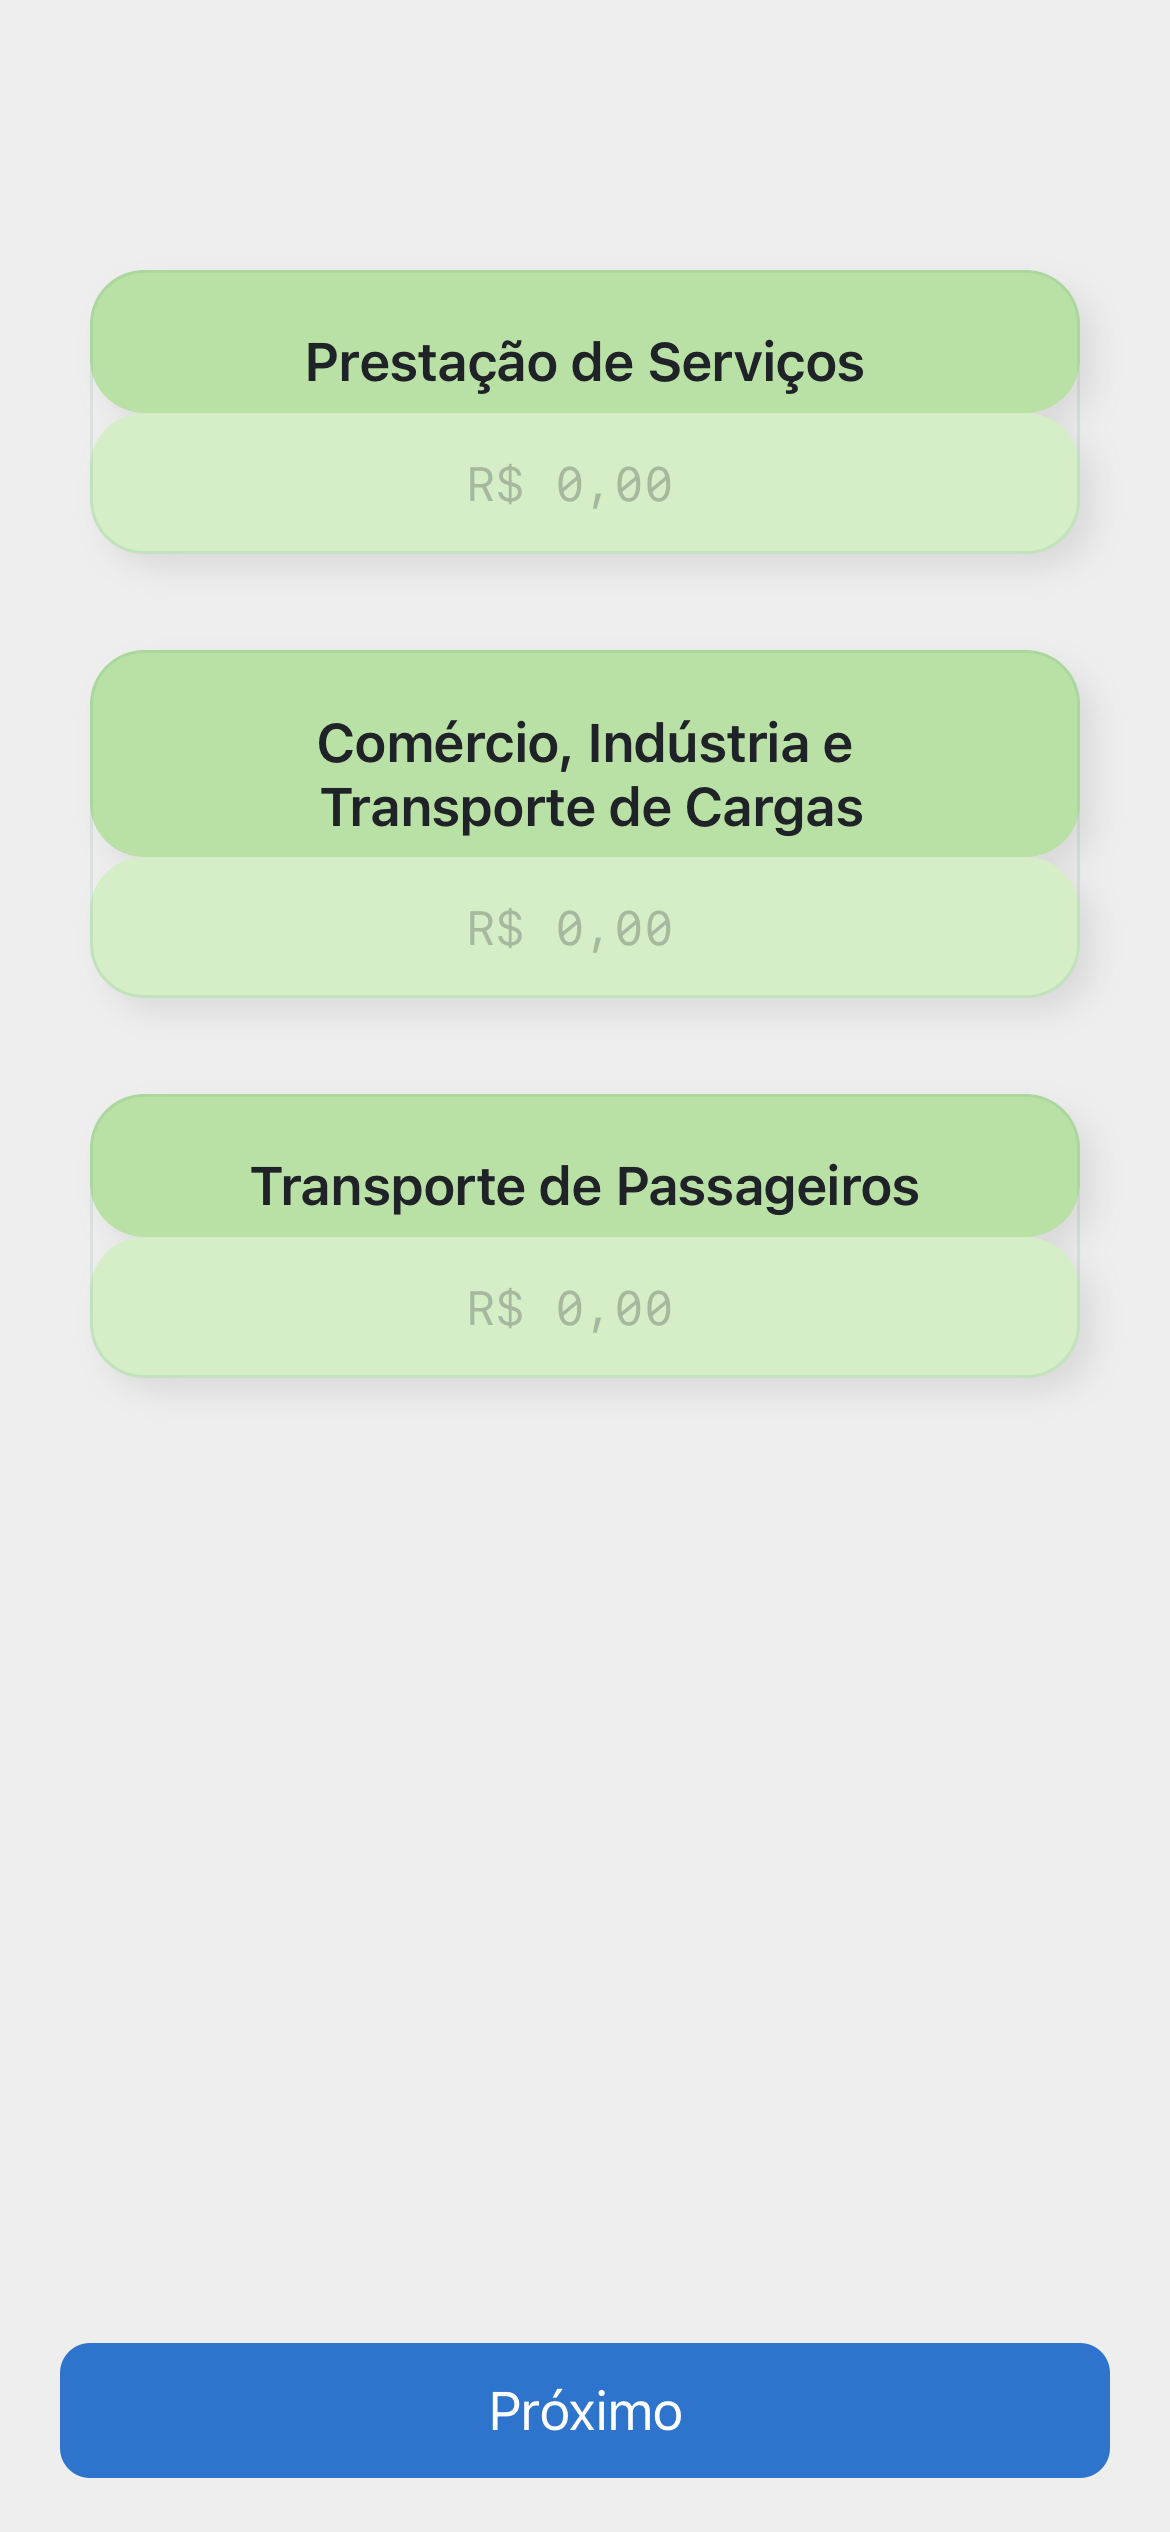 Prestação de Serviços
R$ 0,00
Comércio, Indústria e
Transporte de Cargas
R$ 0,00
Transporte de Passageiros
R$ 0,00
Próximo